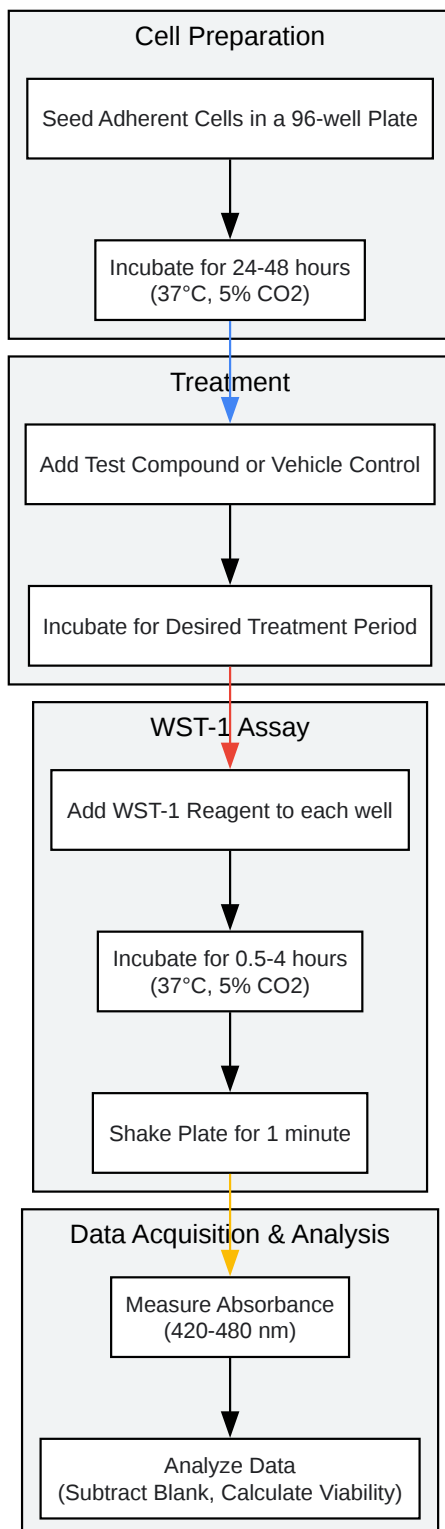 Cell Preparation
Seed Adherent Cells in a 96-well Plate
Incubate for 24-48 hours
(37°C, 5% CO2)
Treatment
Add Test Compound or Vehicle Control
Incubate for Desired Treatment Period
WST-1 Assay
Add WST-1 Reagent to each well
Incubate for 0.5-4 hours
(37°C, 5% CO2)
Shake Plate for 1 minute
Data Acquisition & Analysis
Measure Absorbance
(420-480 nm)
Analyze Data
(Subtract Blank, Calculate Viability)